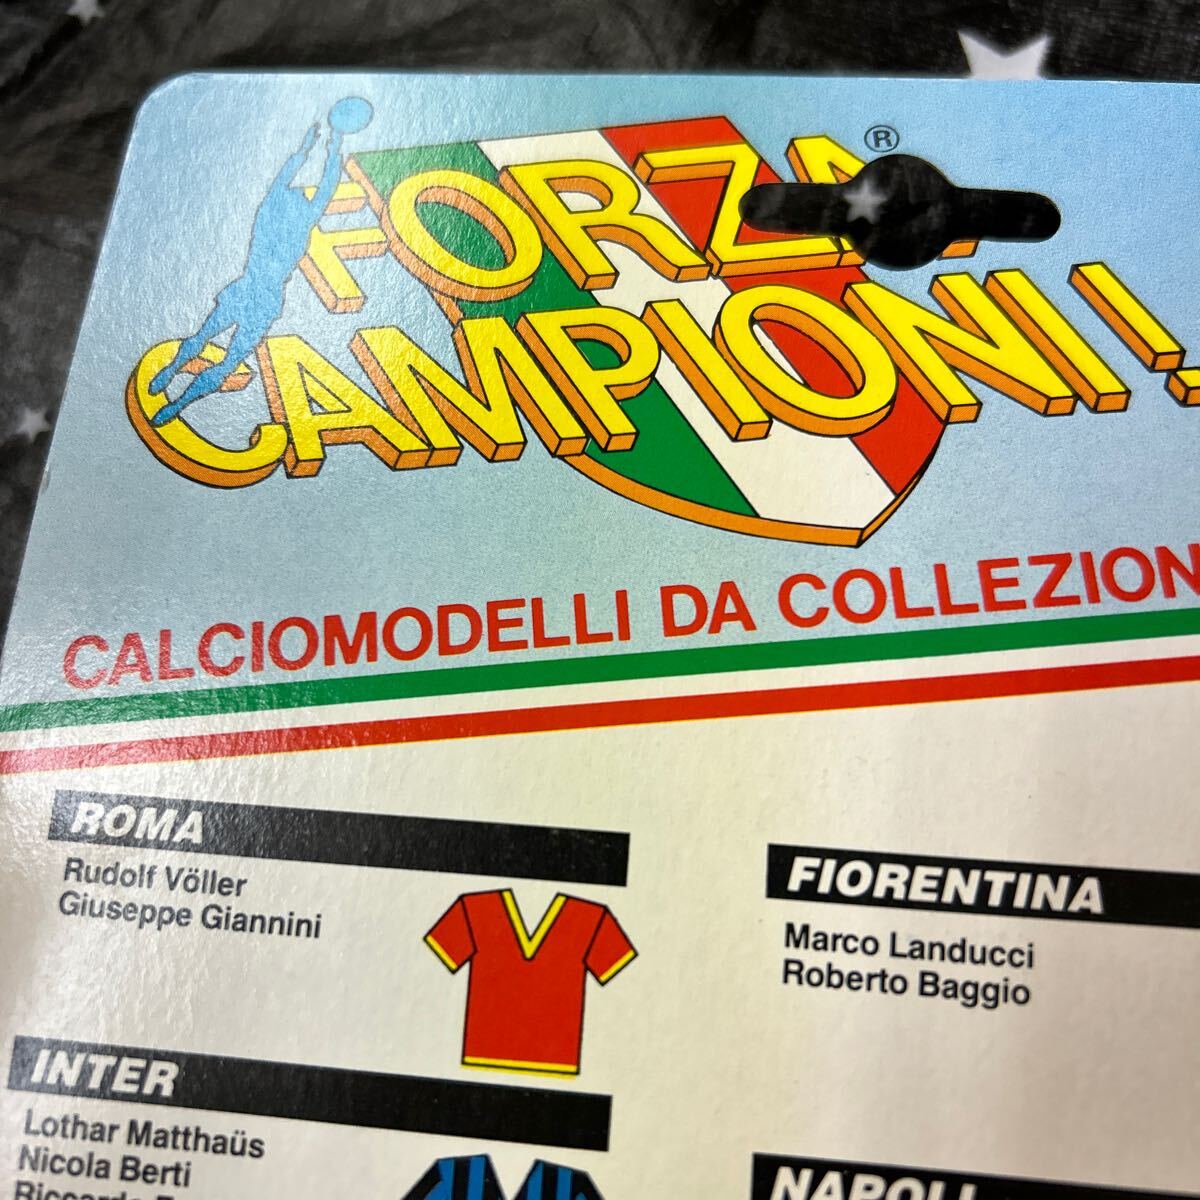 FORZA
®
CAMPIONI!
CALCIOMODELLI DA COLLEZION
ROMA
Rudolf Völler
Giuseppe Giannini
INTER
Lothar Matthaüs
Nicola Berti
Riccardo
FIORENTINA
Marco Landucci
Roberto Baggio
NAPOLI